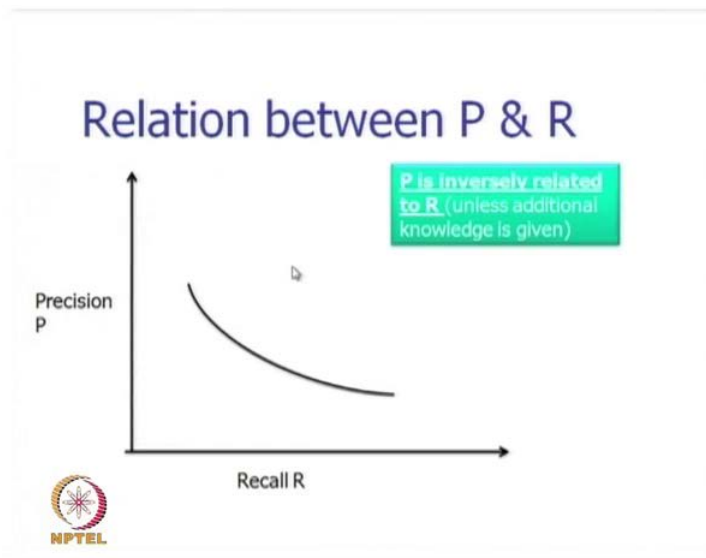 Relation between P & R
P is inversely related
to R (unless additional
knowledge is given)
Precision
P
Recall R
NPTEL